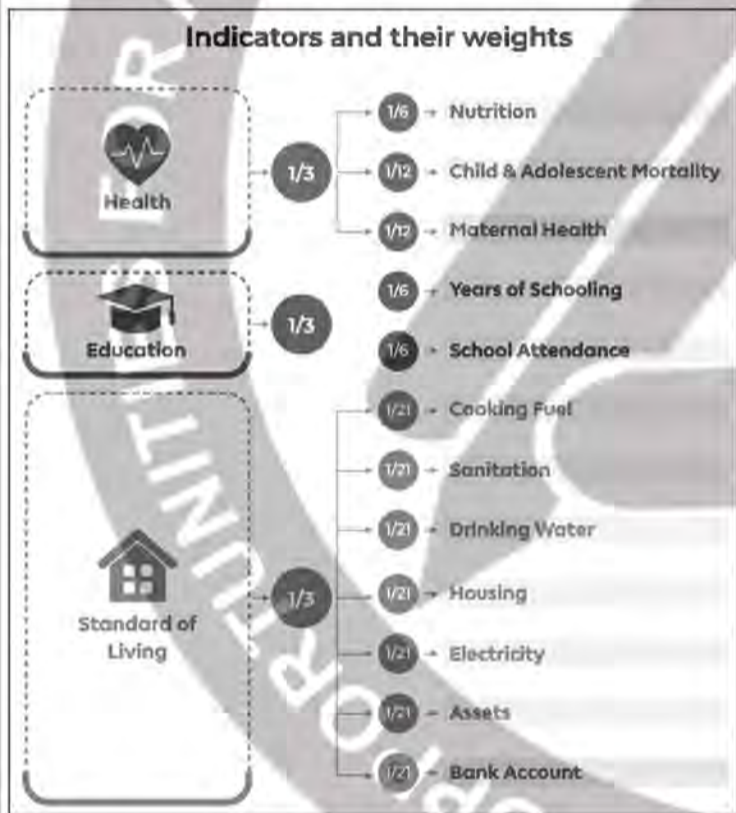 Indicators and their weights
Health
1/3
1/6 Nutrition
1/12 Child & Adolescent Mortality
1/12 Maternal Health
Education
1/3
1/6 Years of Schooling
1/6 School Attendance
Standard of
Living
1/3
1/21 Cooking Fuel
1/21 Sanitation
1/21 Drinking Water
1/21 Housing
1/21 Electricity
1/21 Assets
1/21 Bank Account